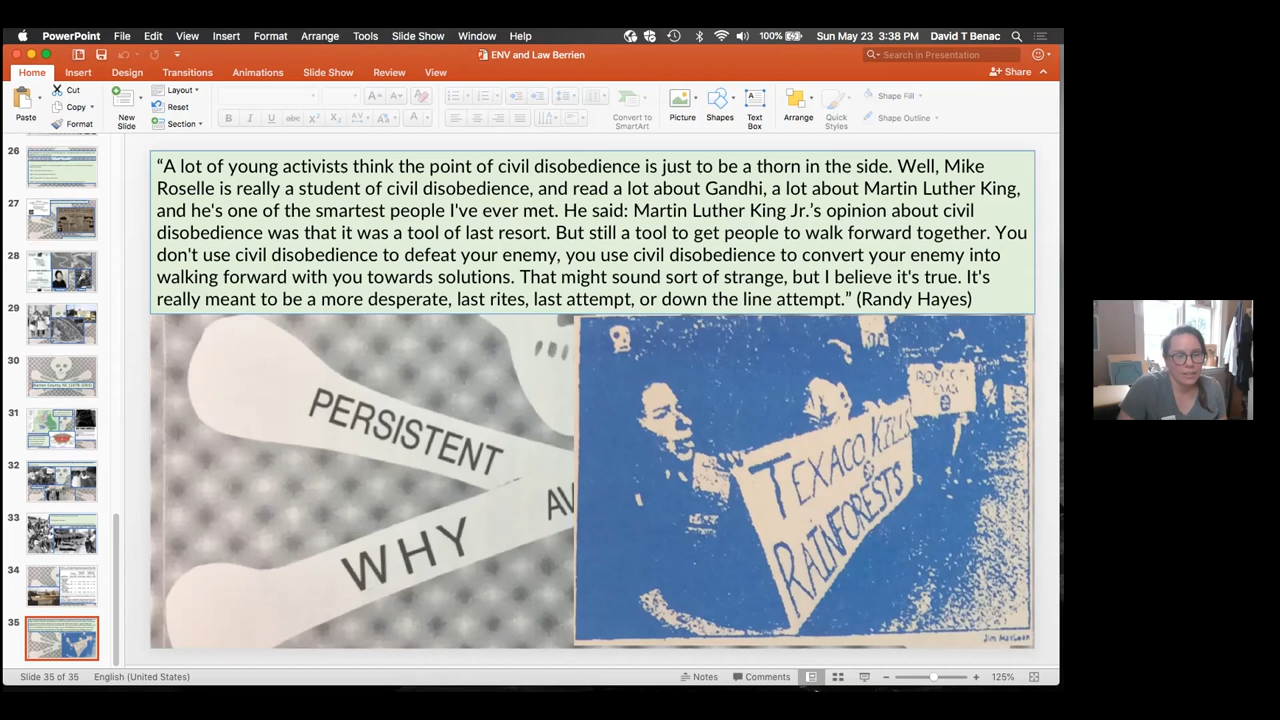 PowerPoint File Edit View Insert Format Arrange Tools Slide Show Window Help 100% Sun May 23 3:38 PM David T Benac
ENV and Law Berrien
Search in Presentation
Home Insert Design Transitions Animations Slide Show Review View
Share
Paste
Cut
Copy
Format
New Slide
Layout
Reset
Section
B I U abc X² X₂ AV Aa A
Convert to SmartArt
Picture
Shapes
Text Box
Arrange
Quick Styles
Shape Fill
Shape Outline
26
27
28
29
30
31
32
33
34
35
“A lot of young activists think the point of civil disobedience is just to be a thorn in the side. Well, Mike
Roselle is really a student of civil disobedience, and read a lot about Gandhi, a lot about Martin Luther King,
and he's one of the smartest people I've ever met. He said: Martin Luther King Jr.’s opinion about civil
disobedience was that it was a tool of last resort. But still a tool to get people to walk forward together. You
don't use civil disobedience to defeat your enemy, you use civil disobedience to convert your enemy into
walking forward with you towards solutions. That might sound sort of strange, but I believe it's true. It's
really meant to be a more desperate, last rites, last attempt, or down the line attempt.” (Randy Hayes)
PERSISTENT
WHY
AV
TEXACO KILLS
RAINFORESTS
Slide 35 of 35 English (United States) Notes Comments 125%